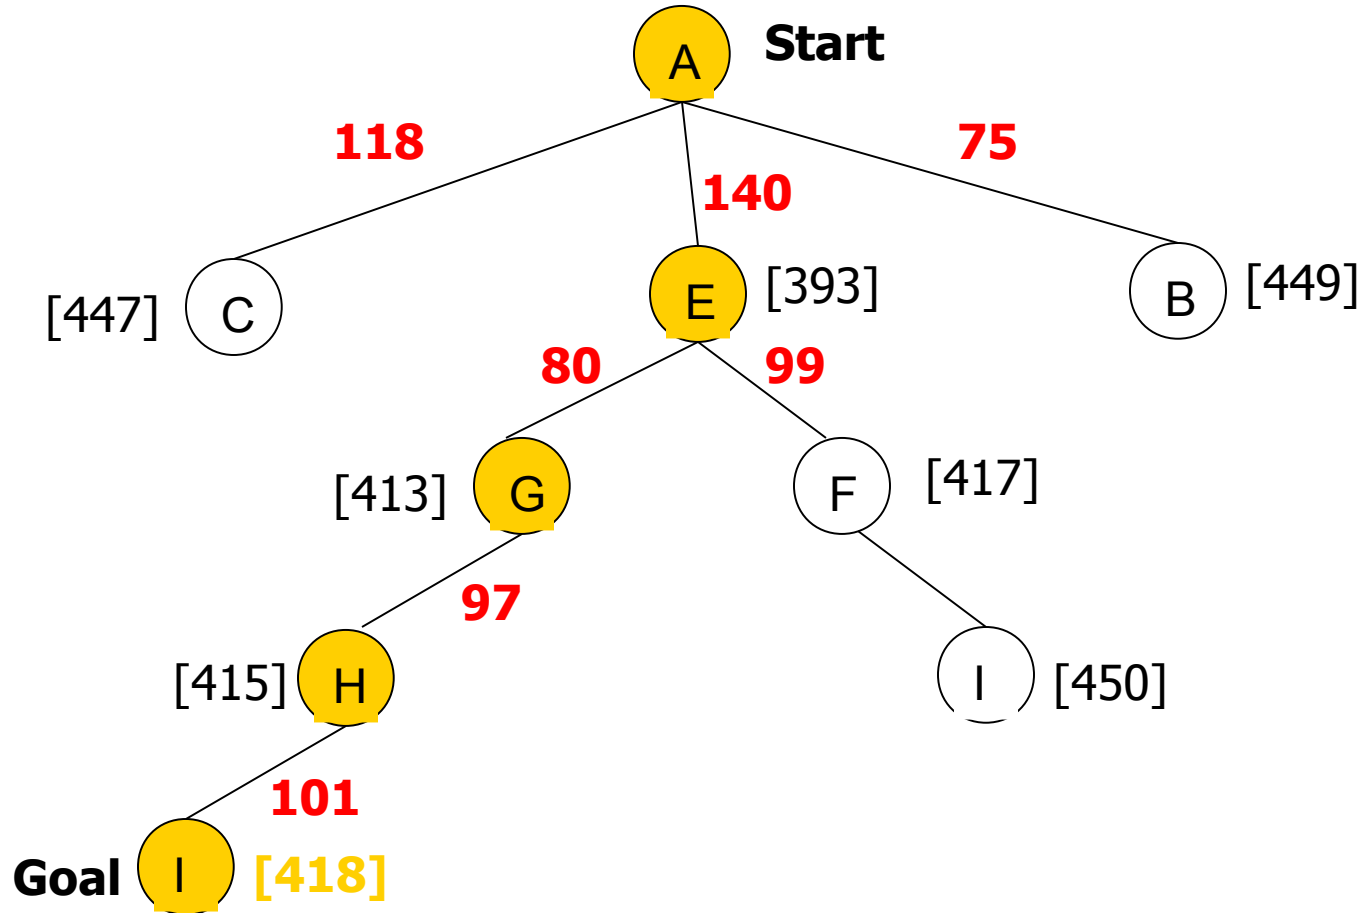 A Start
118
75
140
[447] C
E [393]
B [449]
80
99
[413] G
F [417]
97
[415] H
I [450]
101
Goal I [418]